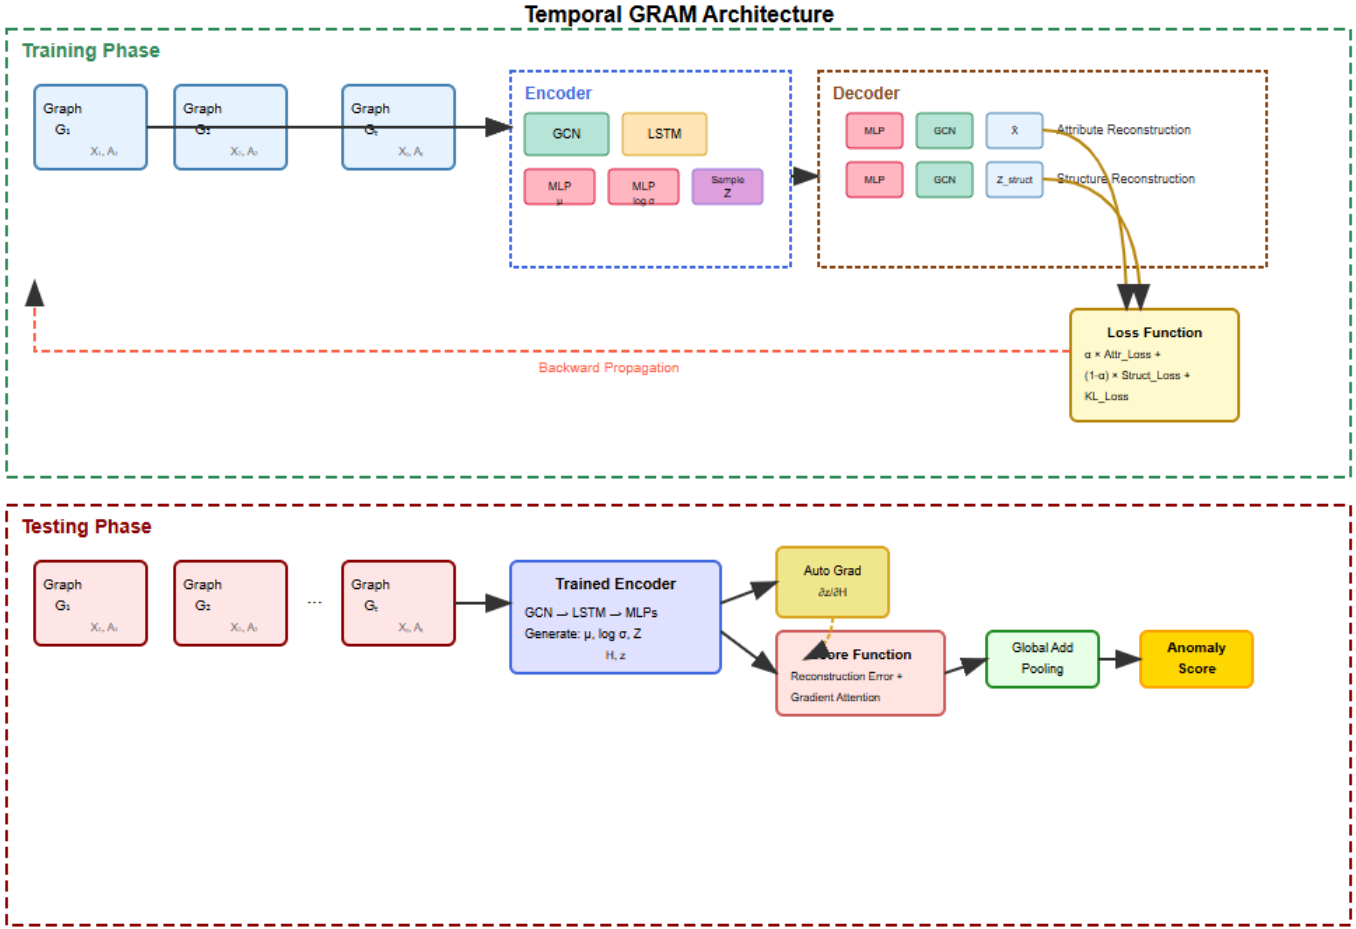 Temporal GRAM Architecture
Training Phase
Graph
G₁
X₁, A₁
Graph
G₂
X₂, A₂
Graph
Gₜ
Xₜ, Aₜ
Encoder
GCN
LSTM
MLP
μ
MLP
log σ
Sample
Z
Decoder
MLP
GCN
X̂
Attribute Reconstruction
MLP
GCN
Z_struct
Structure Reconstruction
Loss Function
α × Attr_Loss +
(1-α) × Struct_Loss +
KL_Loss
Backward Propagation
Testing Phase
Graph
G₁
X₁, A₁
Graph
G₂
X₂, A₂
...
Graph
Gₜ
Xₜ, Aₜ
Trained Encoder
GCN → LSTM → MLPs
Generate: μ, log σ, Z
H, z
Auto Grad
∂z/∂H
Function
Reconstruction Error +
Gradient Attention
Global Add
Pooling
Anomaly
Score